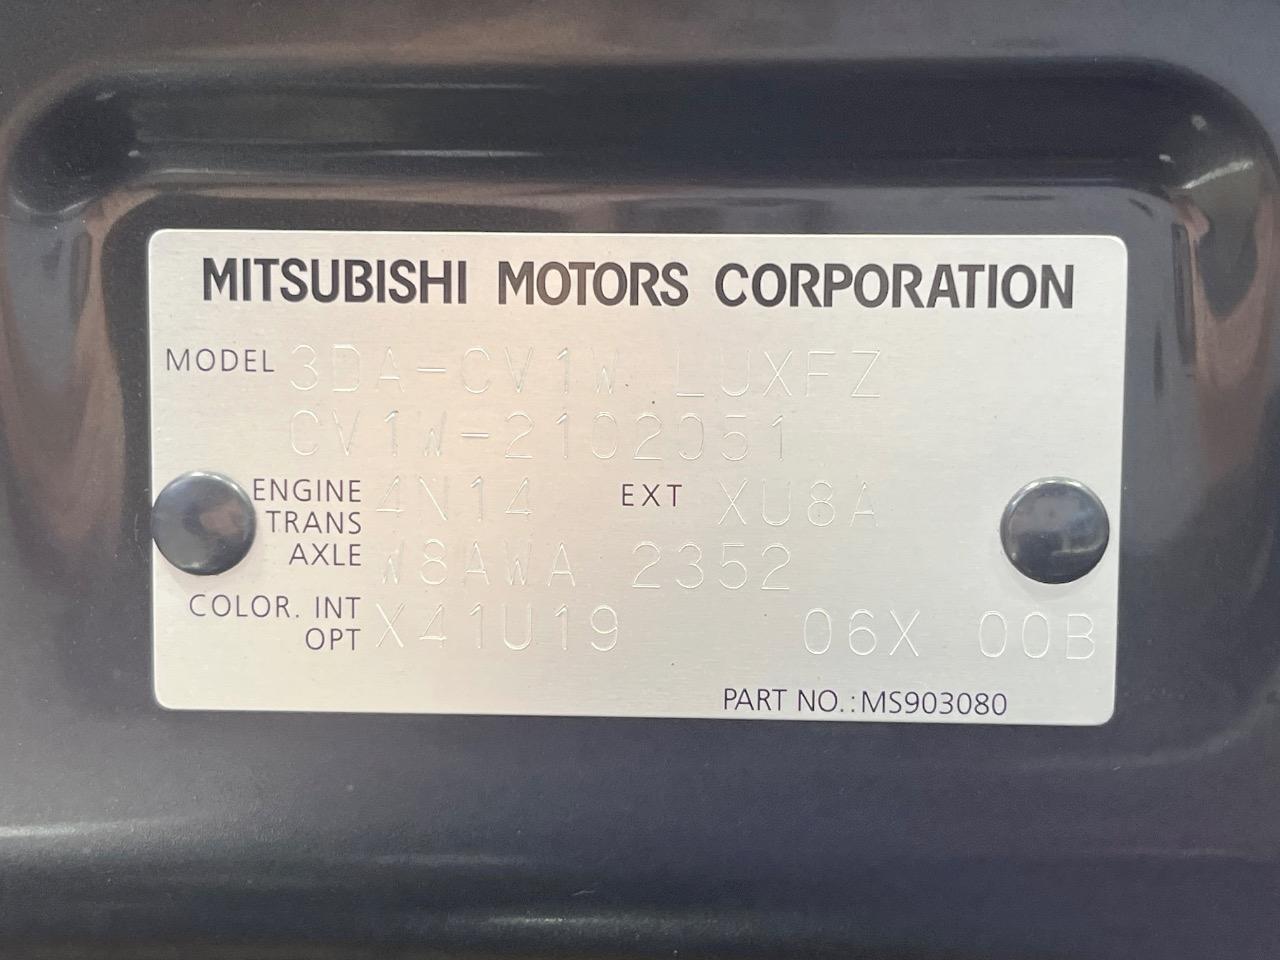 MITSUBISHI MOTORS CORPORATION
MODEL 3DA-CV1W LUXFZ
CV1W-2102051
ENGINE 4N14 EXT XU8A
TRANS
AXLE W8AWA 2352
COLOR. INT
OPT X41U19 06X 00B
PART NO.:MS903080